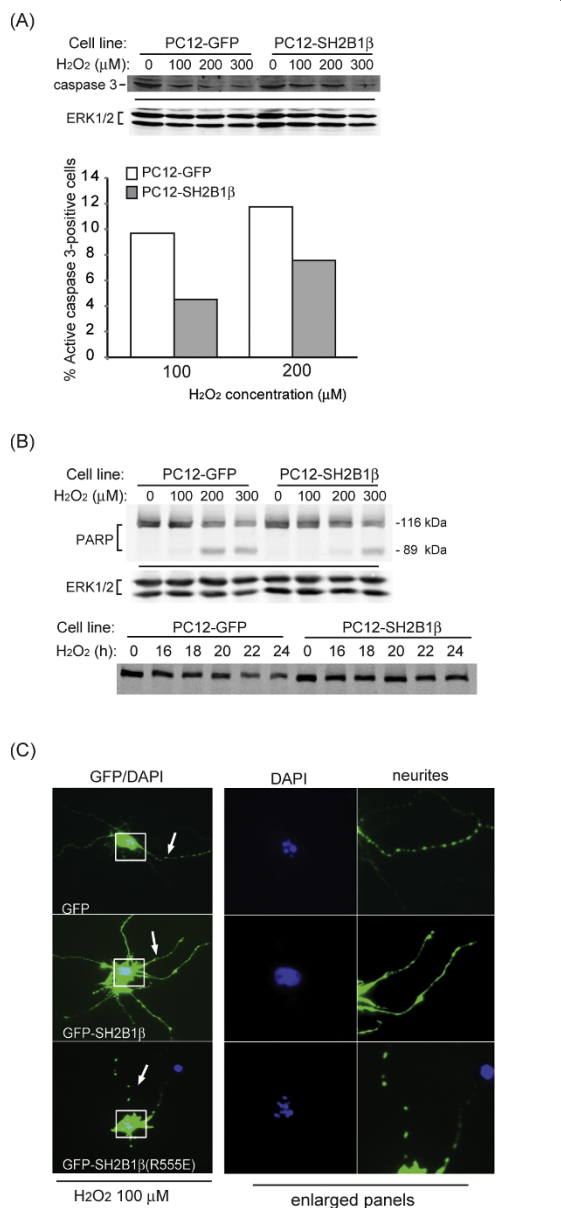 (A)
Cell line: PC12-GFP PC12-SH2B1β
H2O2 (μM): 0 100 200 300 0 100 200 300
caspase 3
ERK1/2
PC12-GFP
PC12-SH2B1β
% Active caspase 3-positive cells
14
12
10
8
6
4
2
0
100 200
H2O2 concentration (μM)
(B)
Cell line: PC12-GFP PC12-SH2B1β
H2O2 (μM): 0 100 200 300 0 100 200 300
PARP
-116 kDa
- 89 kDa
ERK1/2
Cell line: PC12-GFP PC12-SH2B1β
H2O2 (h): 0 16 18 20 22 24 0 16 18 20 22 24
(C)
GFP/DAPI DAPI neurites
GFP
GFP-SH2B1β
GFP-SH2B1β(R555E)
H2O2 100 μM enlarged panels